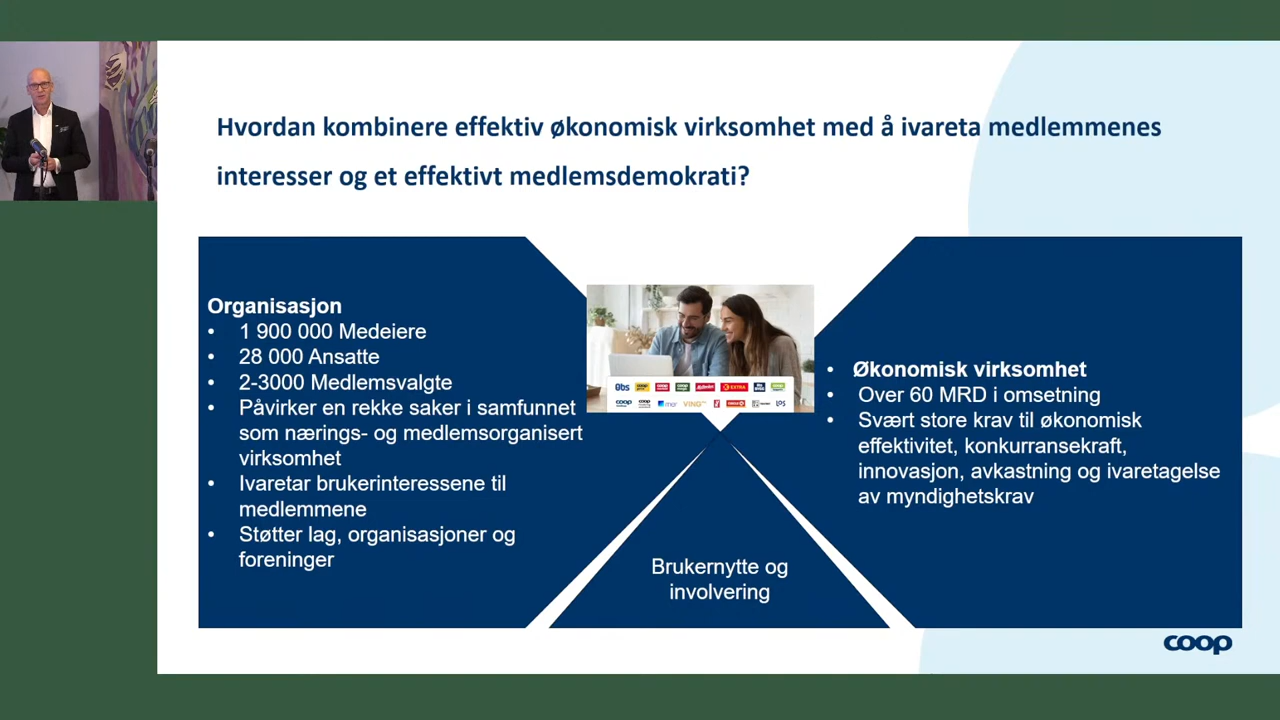 Hvordan kombinere effektiv økonomisk virksomhet med å ivareta medlemmenes
interesser og et effektivt medlemsdemokrati?
Organisasjon
• 1 900 000 Medeiere
• 28 000 Ansatte
• 2-3000 Medlemsvalgte
• Påvirker en rekke saker i samfunnet
som nærings- og medlemsorganisert
virksomhet
• Ivaretar brukerinteressene til
medlemmene
• Støtter lag, organisasjoner og
foreninger
Obs
EXTRA
coop
Brukernytte og
involvering
• Økonomisk virksomhet
• Over 60 MRD i omsetning
• Svært store krav til økonomisk
effektivitet, konkurransekraft,
innovasjon, avkastning og ivaretagelse
av myndighetskrav
coop